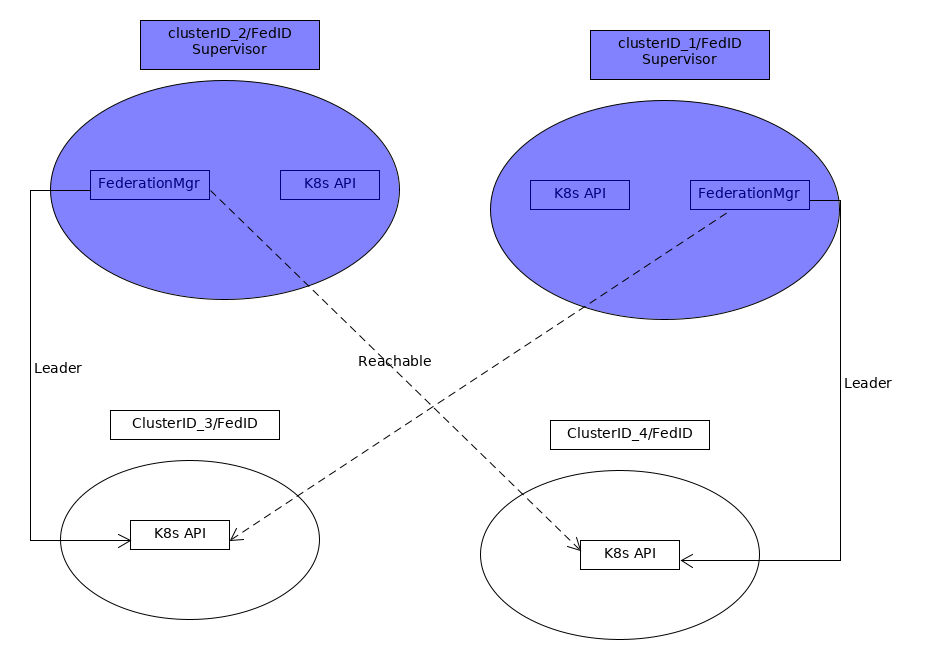 clusterID_2/FedID
Supervisor
clusterID_1/FedID
Supervisor
FederationMgr
K8s API
K8s API
FederationMgr
Reachable
Leader
Leader
ClusterID_3/FedID
ClusterID_4/FedID
K8s API
K8s API